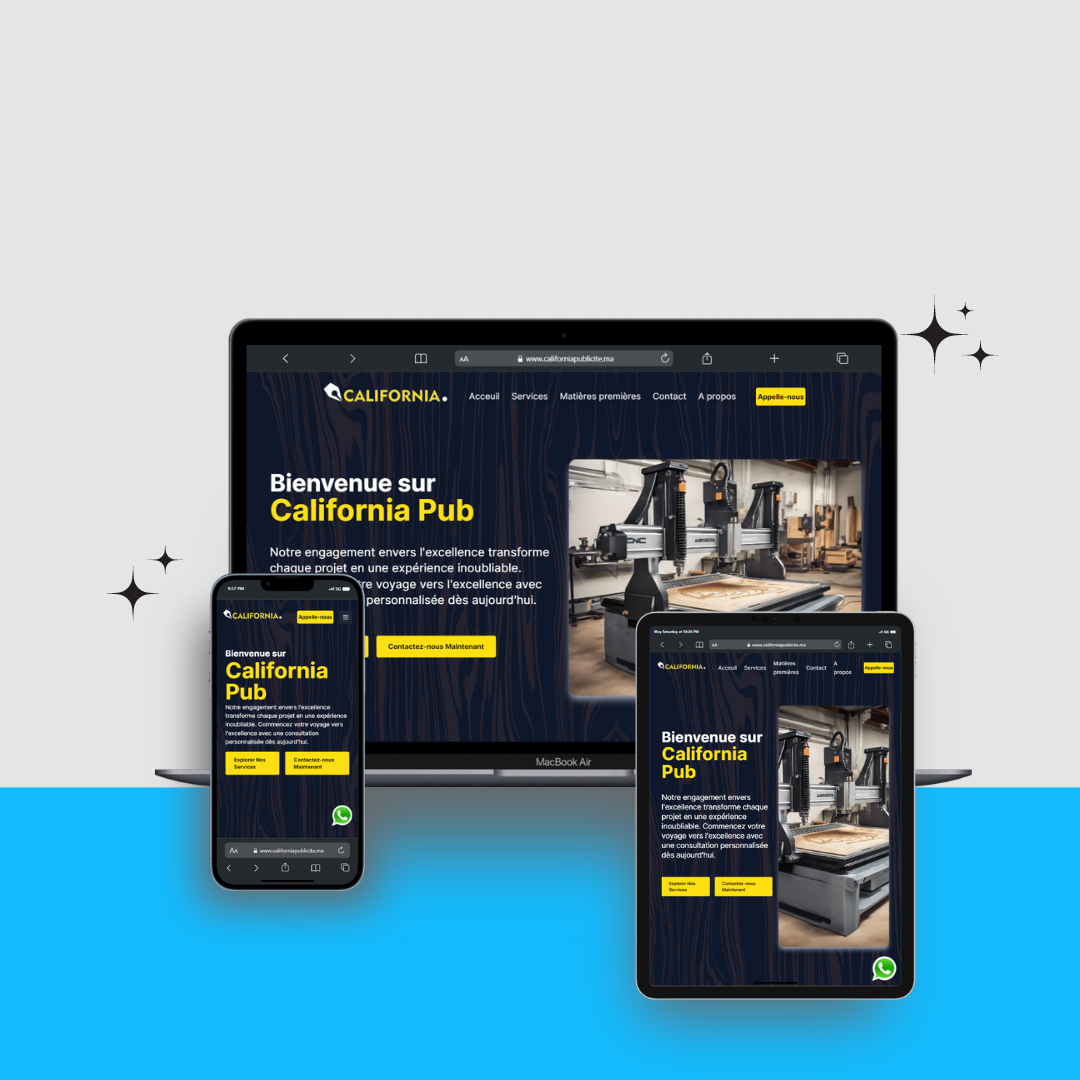 AA www.californiapublicite.ma
CALIFORNIA.
Acceuil Services Matières premières Contact A propos Appelle-nous
Bienvenue sur
California Pub
Notre engagement envers l'excellence transforme
chaque projet en une expérience inoubliable.
re voyage vers l'excellence avec
personnalisée dès aujourd'hui.
Contactez-nous Maintenant
CNC
MacBook Air
9:57 PM 5G
CALIFORNIA. Appelle-nous
Bienvenue sur
California
Pub
Notre engagement envers l'excellence
transforme chaque projet en une expérience
inoubliable. Commencez votre voyage vers
l'excellence avec une consultation
personnalisée dès aujourd'hui.
Explorer Nos
Services
Contactez-nous
Maintenant
AA www.californiapublicite.ma
5G
AA www.californiapublicite.ma
CALIFORNIA.
Acceuil Services
Matières
premières
Contact
A
propos
Appelle-nous
Bienvenue sur
California
Pub
Notre engagement envers
l'excellence transforme chaque
projet en une expérience
inoubliable. Commencez votre
voyage vers l'excellence avec
une consultation personnalisée
dès aujourd'hui.
Explorer Nos
Services
Contactez-nous
Maintenant